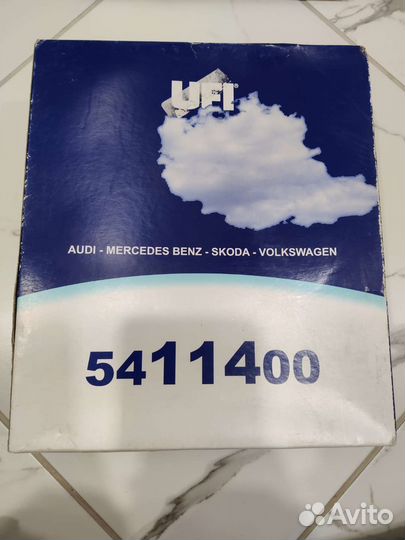 UFI®
AUDI - MERCEDES BENZ - SKODA - VOLKSWAGEN
5411400
Avito